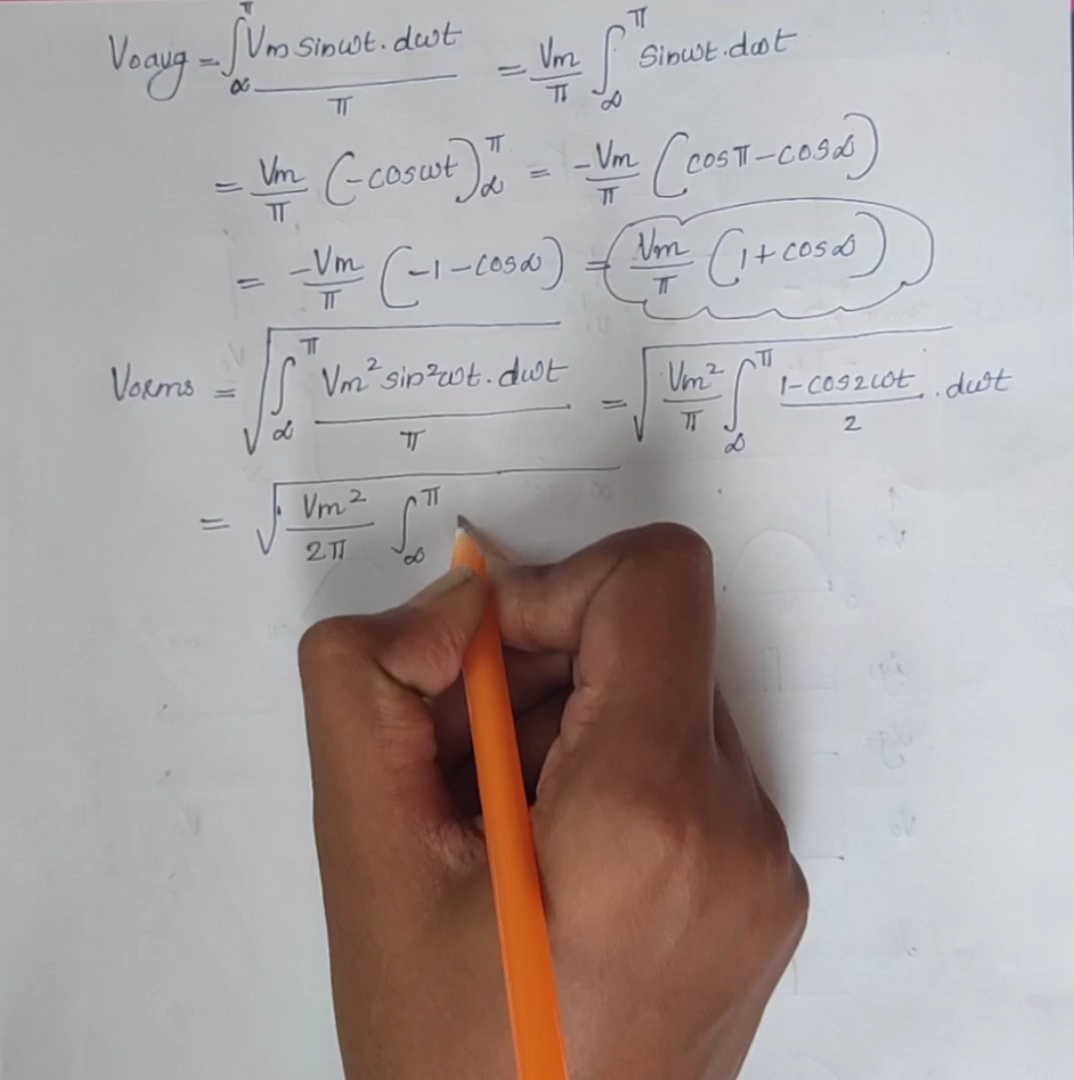 Voavg = ∫_α^π Vm sinωt . dωt / π = Vm/π ∫_α^π sinωt . dωt
= Vm/π (-cosωt)_α^π = -Vm/π (cosπ - cosα)
= -Vm/π (-1 - cosα) = Vm/π (1 + cosα)
Vorms = √(∫_α^π Vm² sin²ωt . dωt / π) = √(Vm²/π ∫_α^π (1 - cos2ωt)/2 . dωt)
= √(Vm²/2π ∫_α^π